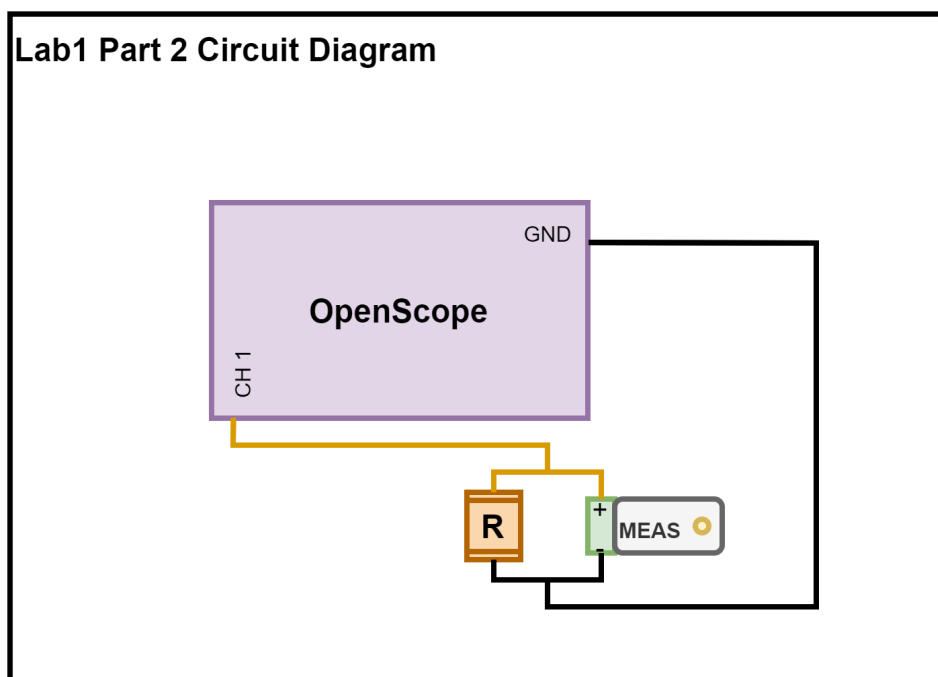 Lab1 Part 2 Circuit Diagram
GND
OpenScope
CH 1
R
+
MEAS
-